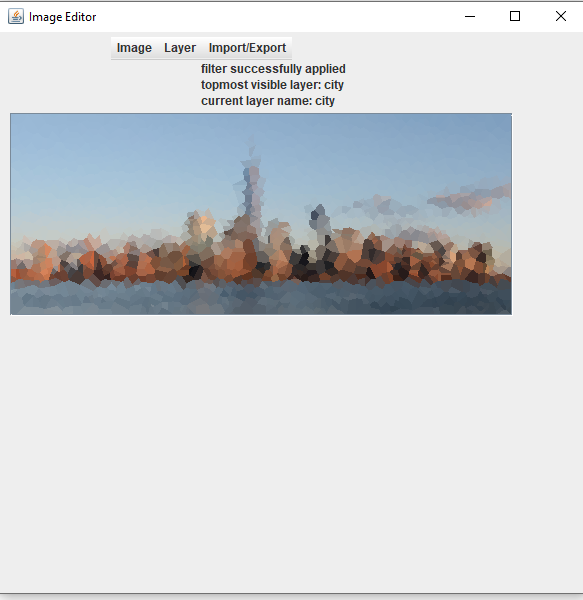 Image Editor
Image Layer Import/Export
filter successfully applied
topmost visible layer: city
current layer name: city